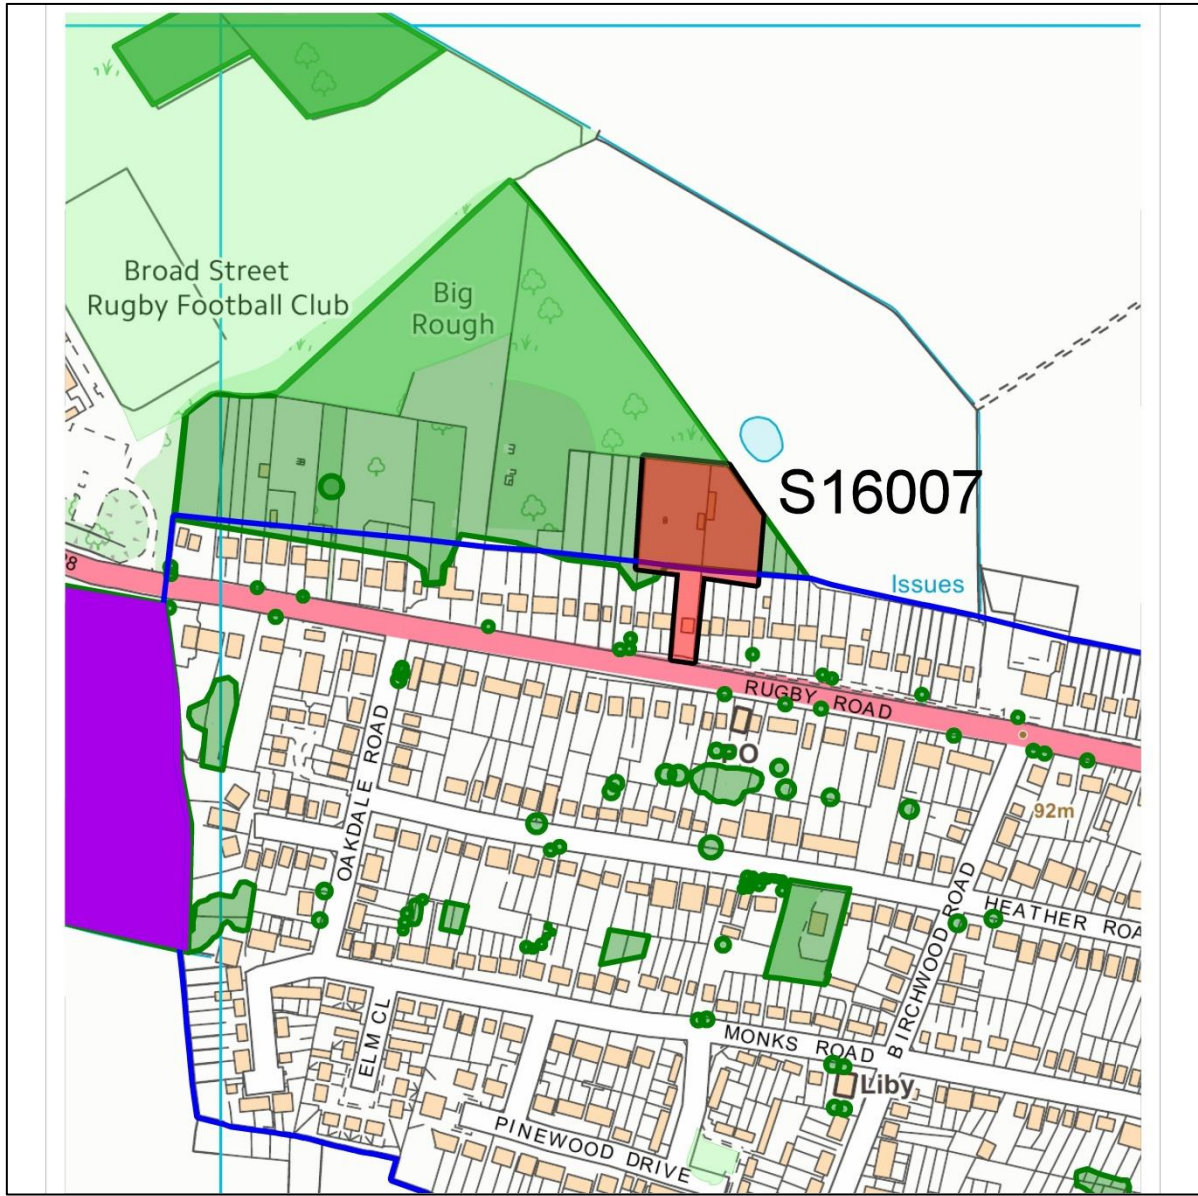 Broad Street
Rugby Football Club
Big
Rough
S16007
Issues
RUGBY ROAD
PO
OAKDALE ROAD
92m
HEATHER ROA
BIRCHWOOD ROAD
ELM CL
MONKS ROAD
Liby
PINEWOOD DRIVE